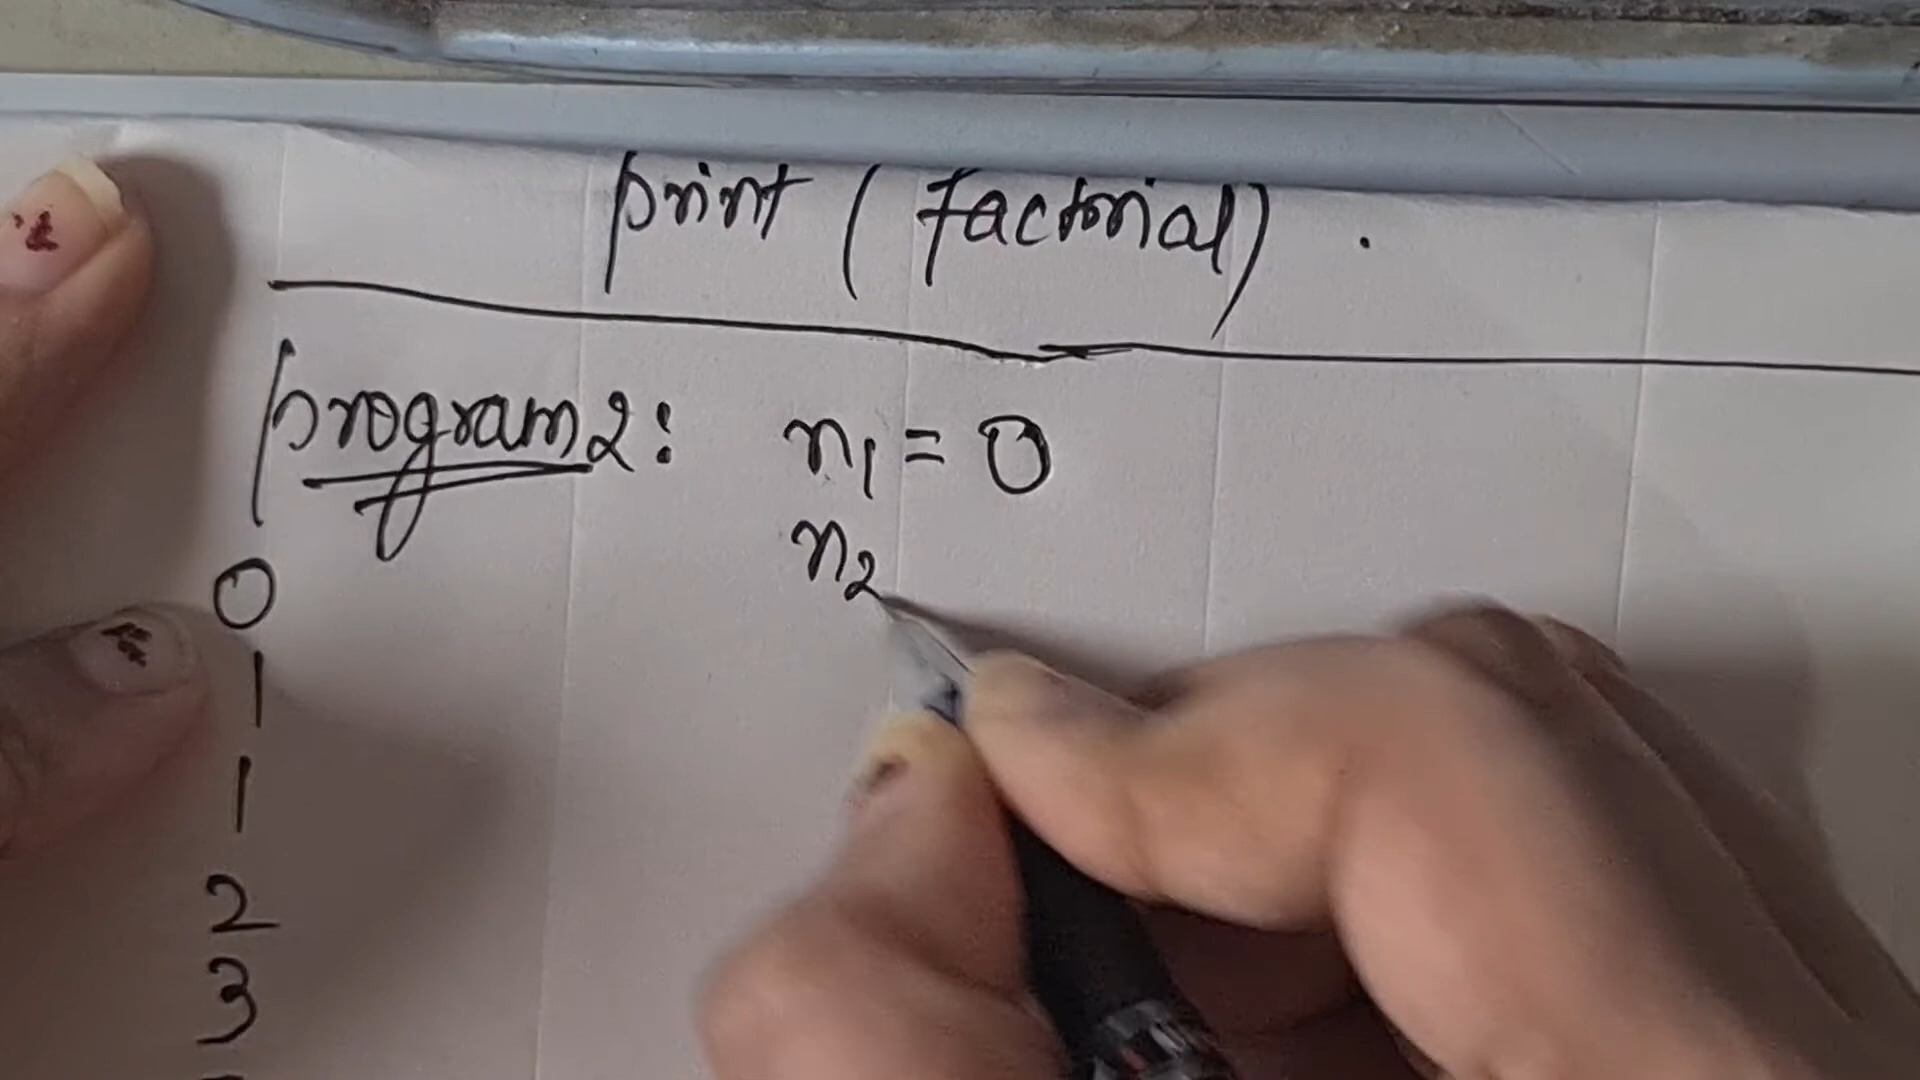 print ( factorial) .
program2: n1 = 0
n2
0
1
1
2
3